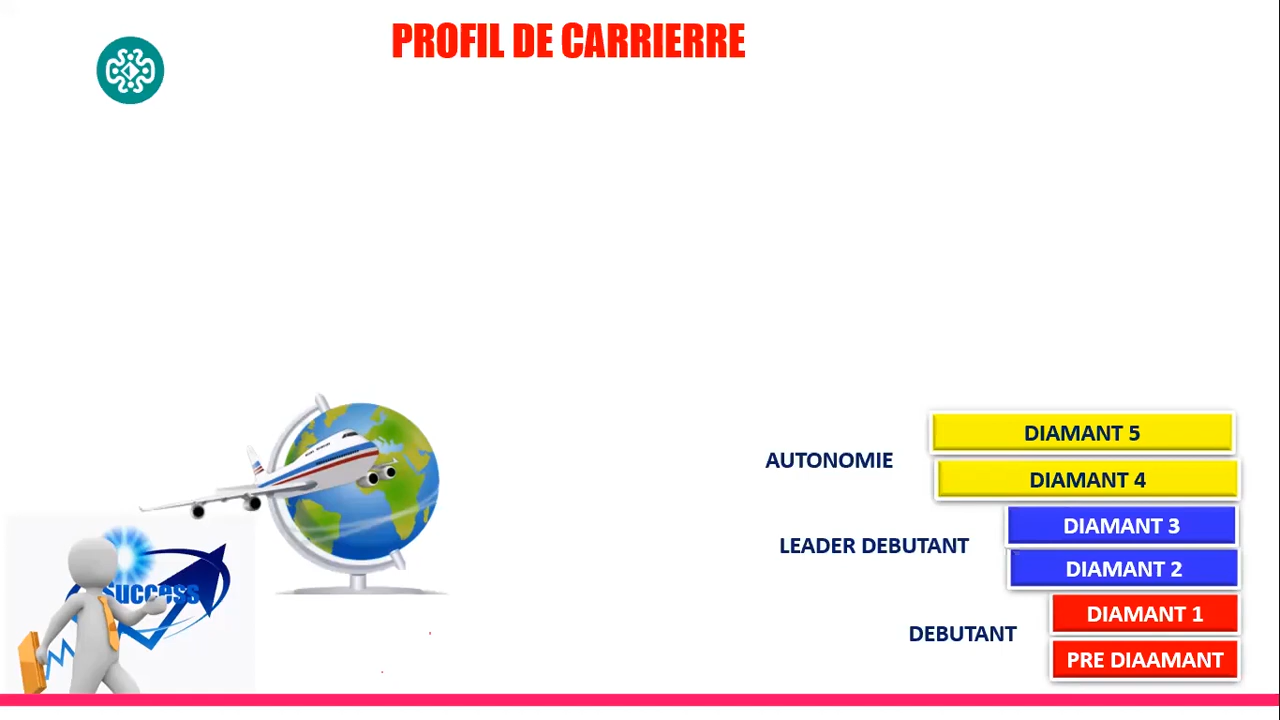 PROFIL DE CARRIERRE
DIAMANT 5
AUTONOMIE
DIAMANT 4
DIAMANT 3
LEADER DEBUTANT
DIAMANT 2
DIAMANT 1
DEBUTANT
PRE DIAAMANT
success